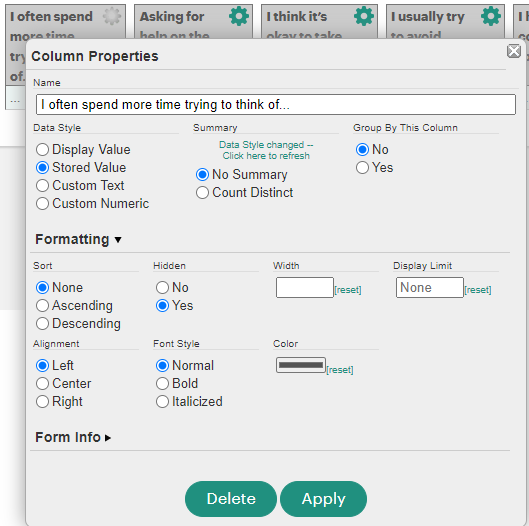 I often spend
more time
try
of.
...
Asking for
help on the
I think it's
okay to take
I usually try
to avoid
I h
co
Column Properties
Name
I often spend more time trying to think of...
Data Style
Display Value
Stored Value
Custom Text
Custom Numeric
Summary
Data Style changed --
Click here to refresh
No Summary
Count Distinct
Group By This Column
No
Yes
Formatting
Sort
None
Ascending
Descending
Hidden
No
Yes
Width
[reset]
Display Limit
None
[reset]
Alignment
Left
Center
Right
Font Style
Normal
Bold
Italicized
Color
[reset]
Form Info
Delete
Apply